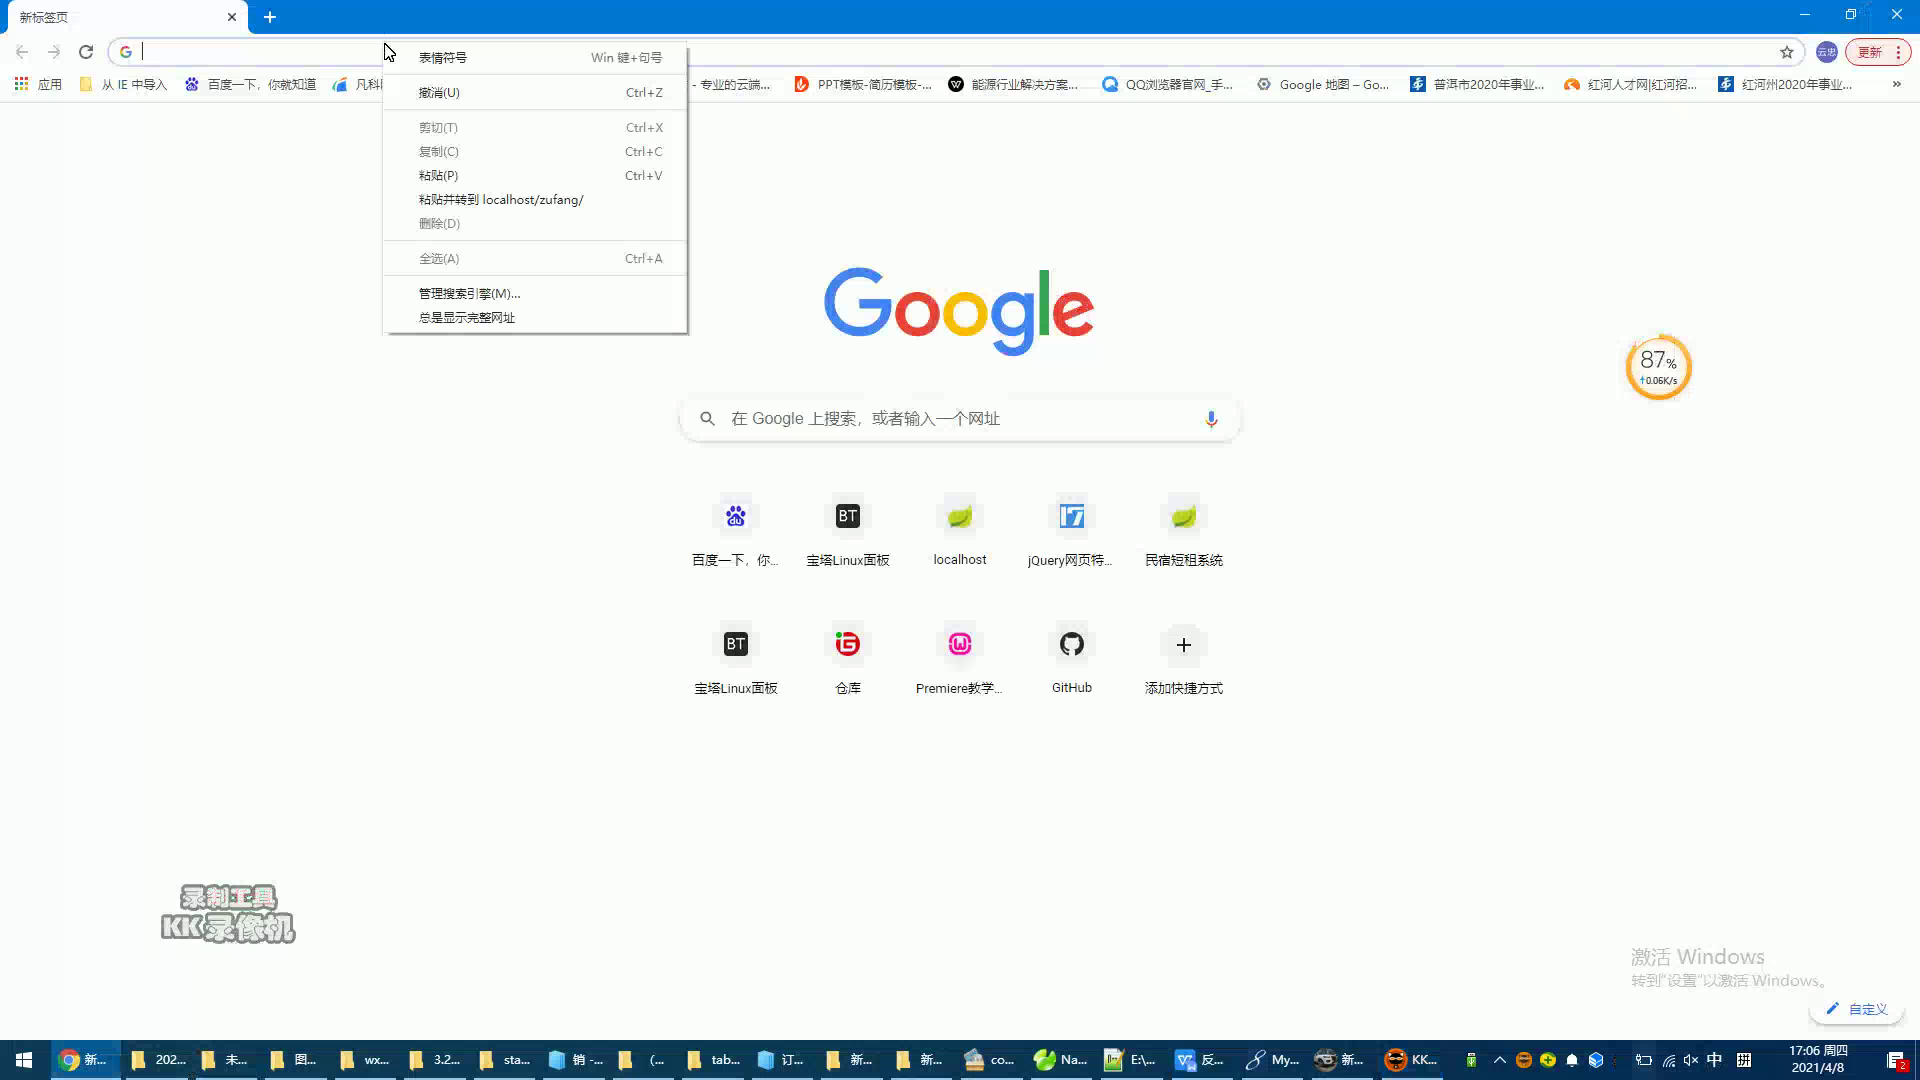 新标签页
云忠
更新
应用
从 IE 中导入
百度一下，你就知道
凡科
- 专业的云端...
PPT模板-简历模板-...
能源行业解决方案...
QQ浏览器官网_手...
Google 地图 – Go...
普洱市2020年事业...
红河人才网|红河招...
红河州2020年事业...
»
表情符号 Win 键+句号
撤消(U) Ctrl+Z
剪切(T) Ctrl+X
复制(C) Ctrl+C
粘贴(P) Ctrl+V
粘贴并转到 localhost/zufang/
删除(D)
全选(A) Ctrl+A
管理搜索引擎(M)...
总是显示完整网址
Google
87%
↑0.06K/s
在 Google 上搜索，或者输入一个网址
百度一下，你...
BT
宝塔Linux面板
localhost
jQuery网页特...
民宿短租系统
BT
宝塔Linux面板
仓库
Premiere教学...
GitHub
添加快捷方式
录制工具
KK录像机
激活 Windows
转到"设置"以激活 Windows。
自定义
新...
202...
未...
图...
wx...
3.2...
sta...
销 -...
(...
tab...
订...
新...
新...
co...
Na...
E:\...
反...
My...
新...
KK...
中
拼
17:06 周四
2021/4/8
2